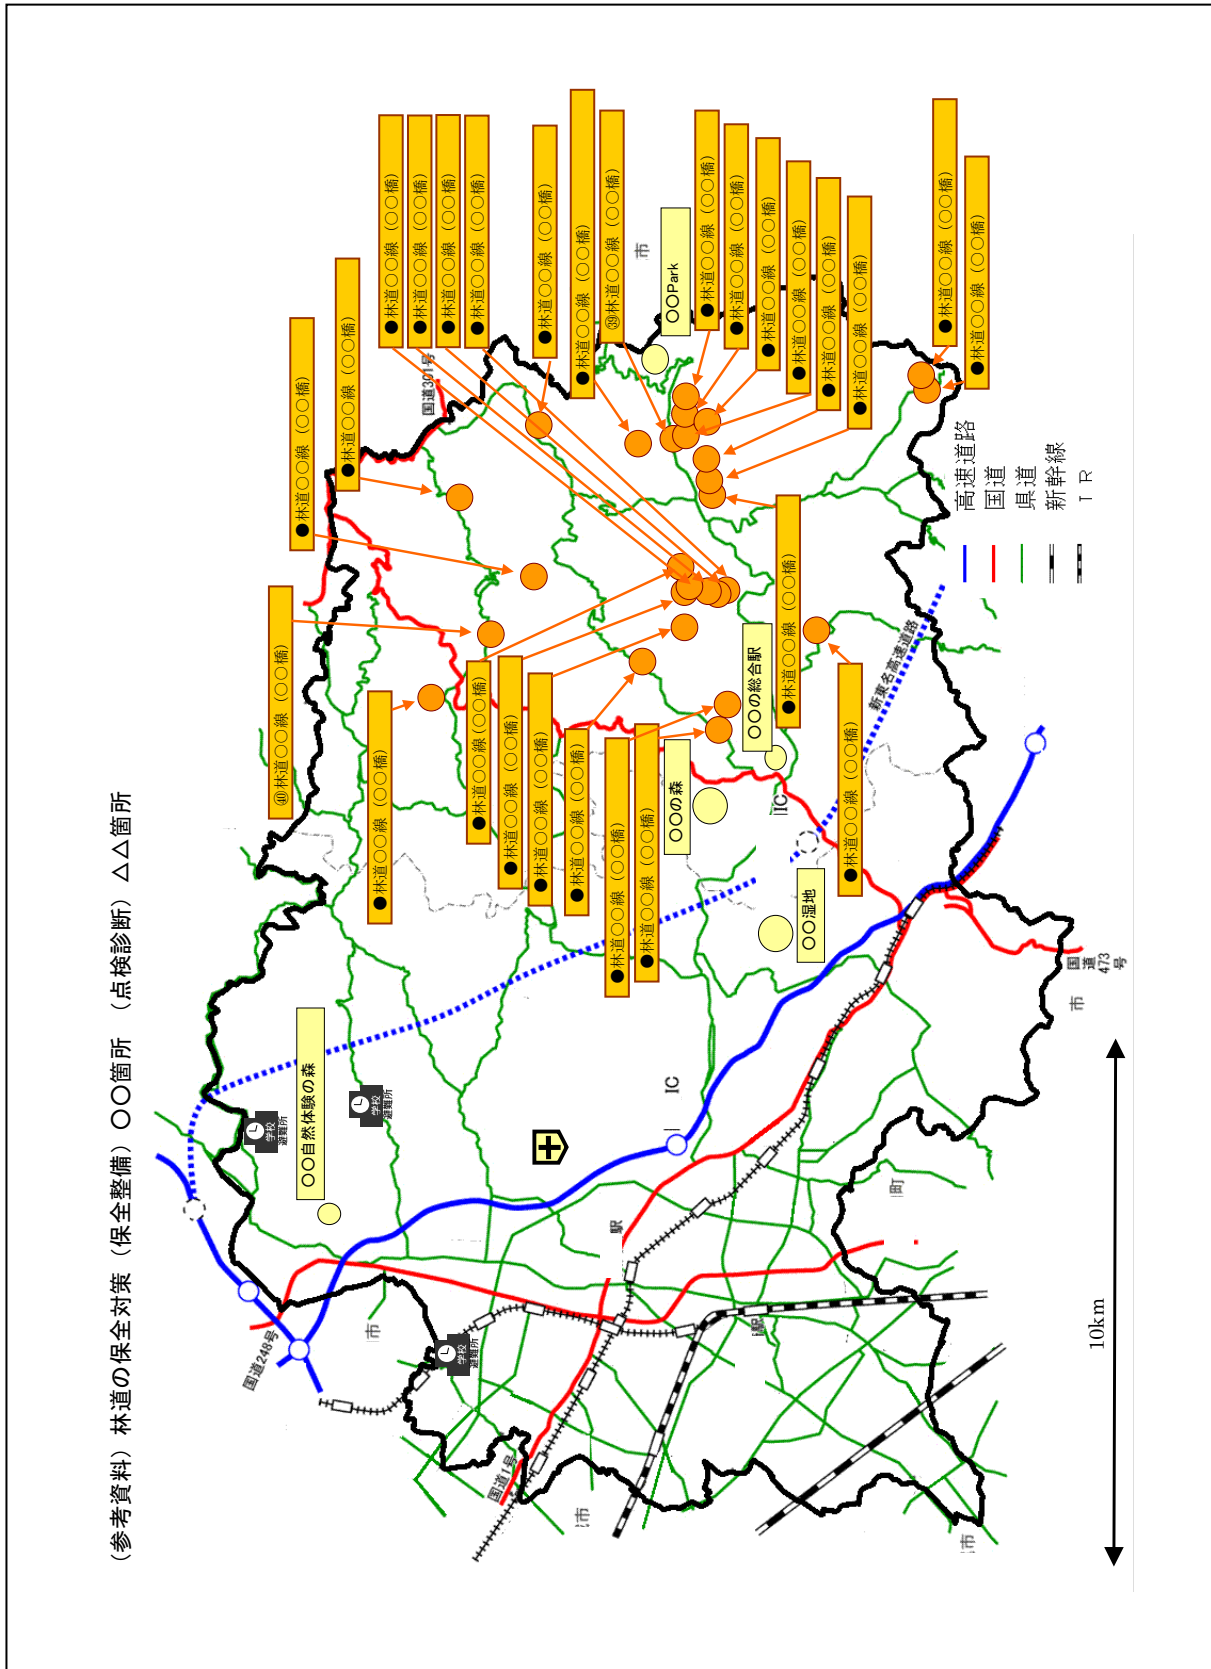 （参考資料）林道の保全対策（保全整備）〇〇箇所　（点検診断）△△箇所
国道248号
学校
避難所
〇〇自然体験の森
㊵林道〇〇線（〇〇橋）
●林道〇〇線（〇〇橋）
●林道〇〇線（〇〇橋）
市
学校
避難所
●林道〇〇線（〇〇橋）
●林道〇〇線（〇〇橋）
●林道〇〇線（〇〇橋）
●林道〇〇線（〇〇橋）
●林道〇〇線（〇〇橋）
国道301号
学校
避難所
●林道〇〇線（〇〇橋）
国道1号
●林道〇〇線（〇〇橋）
●林道〇〇線（〇〇橋）
●林道〇〇線（〇〇橋）
●林道〇〇線（〇〇橋）
●林道〇〇線（〇〇橋）
市
㊴林道〇〇線（〇〇橋）
駅
●林道〇〇線（〇〇橋）
●林道〇〇線（〇〇橋）
市
IC
〇〇の森
〇〇Park
●林道〇〇線（〇〇橋）
●林道〇〇線（〇〇橋）
駅
〇〇の総合駅
●林道〇〇線（〇〇橋）
IC
●林道〇〇線（〇〇橋）
●林道〇〇線（〇〇橋）
〇〇湿地
●林道〇〇線（〇〇橋）
●林道〇〇線（〇〇橋）
●林道〇〇線（〇〇橋）
町
新東名高速道路
●林道〇〇線（〇〇橋）
●林道〇〇線（〇〇橋）
高速道路
国道
県道
新幹線
ＪＲ
市
市
国道
473
号
10km